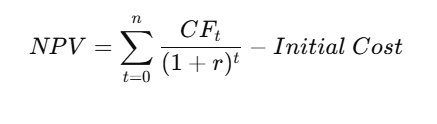 NPV = \sum_{t=0}^{n} \frac{CF_t}{(1 + r)^t} - Initial Cost